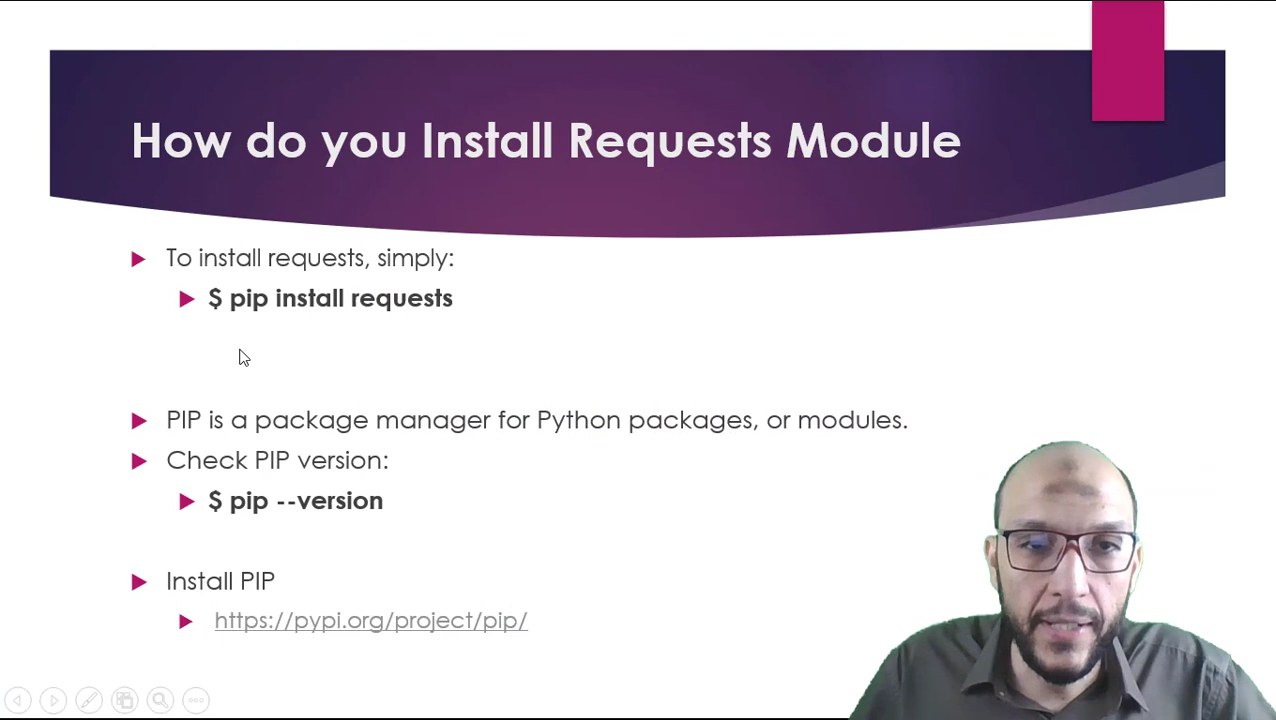 How do you Install Requests Module
To install requests, simply:
$ pip install requests
PIP is a package manager for Python packages, or modules.
Check PIP version:
$ pip --version
Install PIP
https://pypi.org/project/pip/